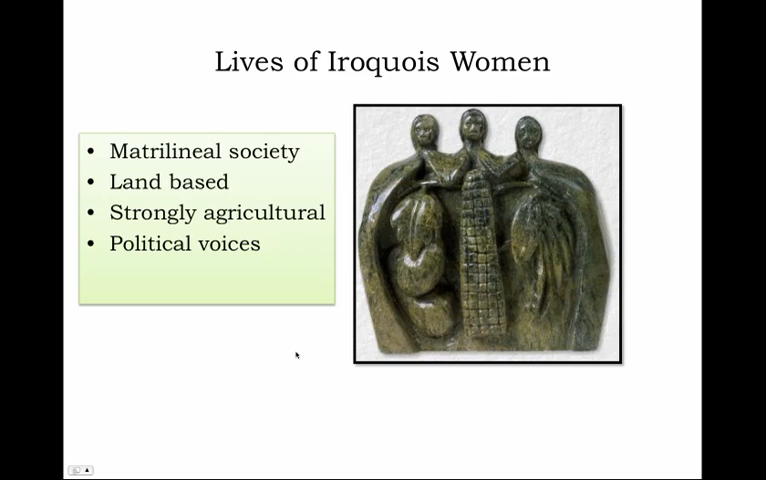 Lives of Iroquois Women
• Matrilineal society
• Land based
• Strongly agricultural
• Political voices